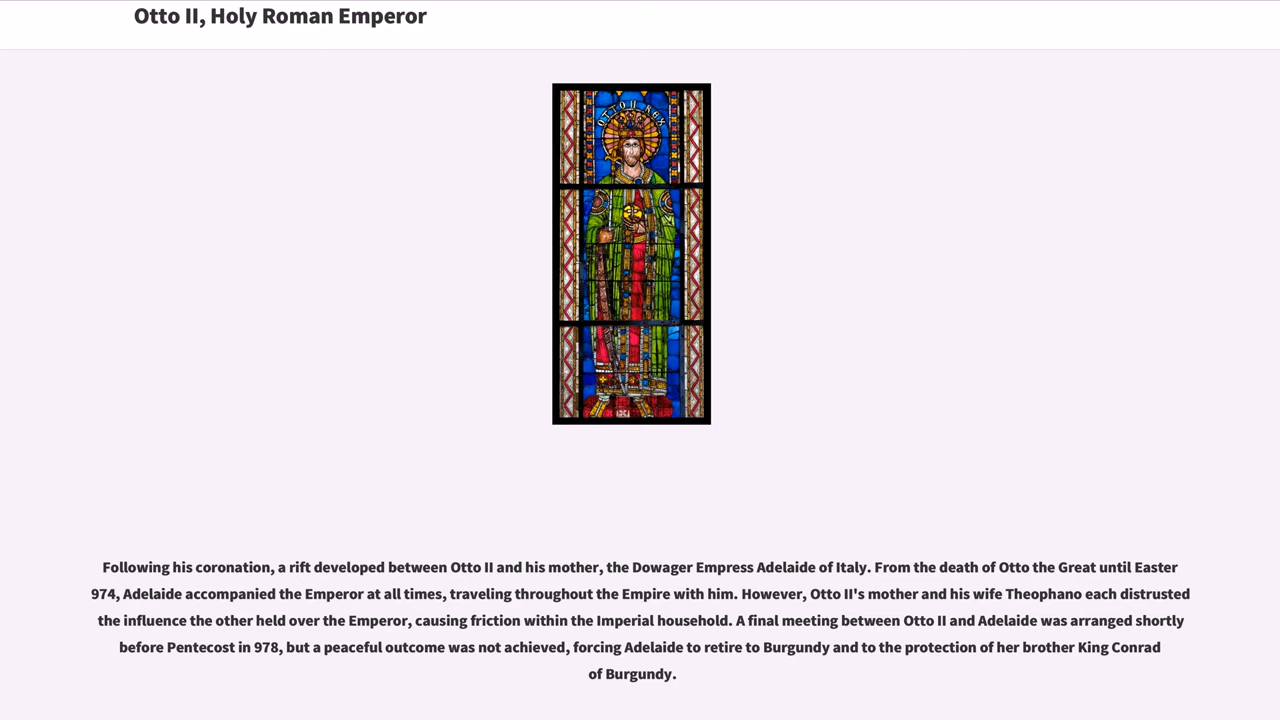 Otto II, Holy Roman Emperor
OTTO II REX
Following his coronation, a rift developed between Otto II and his mother, the Dowager Empress Adelaide of Italy. From the death of Otto the Great until Easter
974, Adelaide accompanied the Emperor at all times, traveling throughout the Empire with him. However, Otto II's mother and his wife Theophano each distrusted
the influence the other held over the Emperor, causing friction within the Imperial household. A final meeting between Otto II and Adelaide was arranged shortly
before Pentecost in 978, but a peaceful outcome was not achieved, forcing Adelaide to retire to Burgundy and to the protection of her brother King Conrad
of Burgundy.